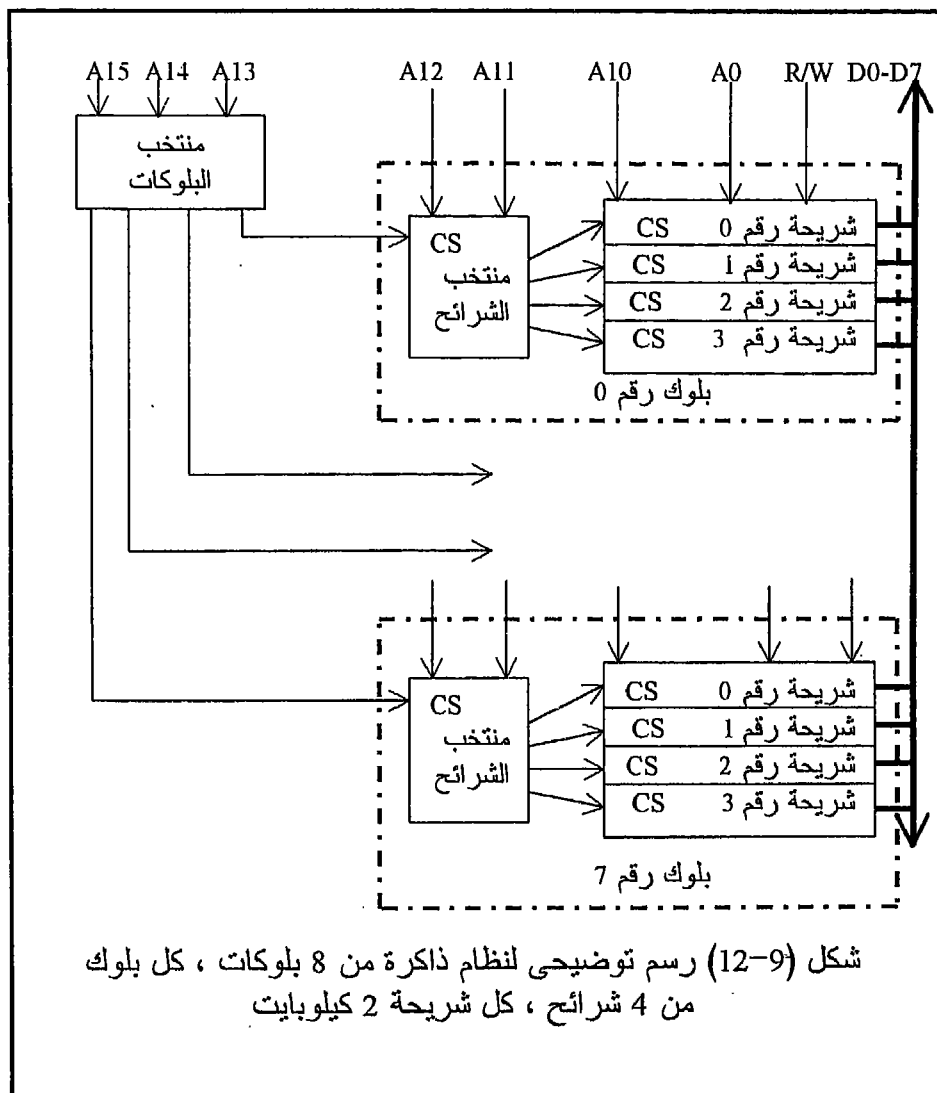 A15 A14 A13 A12 A11 A10 A0 R/W D0-D7
منتخب
البلوكات
CS
منتخب
الشرائح
CS شريحة رقم 0
CS شريحة رقم 1
CS شريحة رقم 2
CS شريحة رقم 3
بلوك رقم 0
CS
منتخب
الشرائح
CS شريحة رقم 0
CS شريحة رقم 1
CS شريحة رقم 2
CS شريحة رقم 3
بلوك رقم 7
شكل (9-12) رسم توضيحى لنظام ذاكرة من 8 بلوكات ، كل بلوك
من 4 شرائح ، كل شريحة 2 كيلوبايت